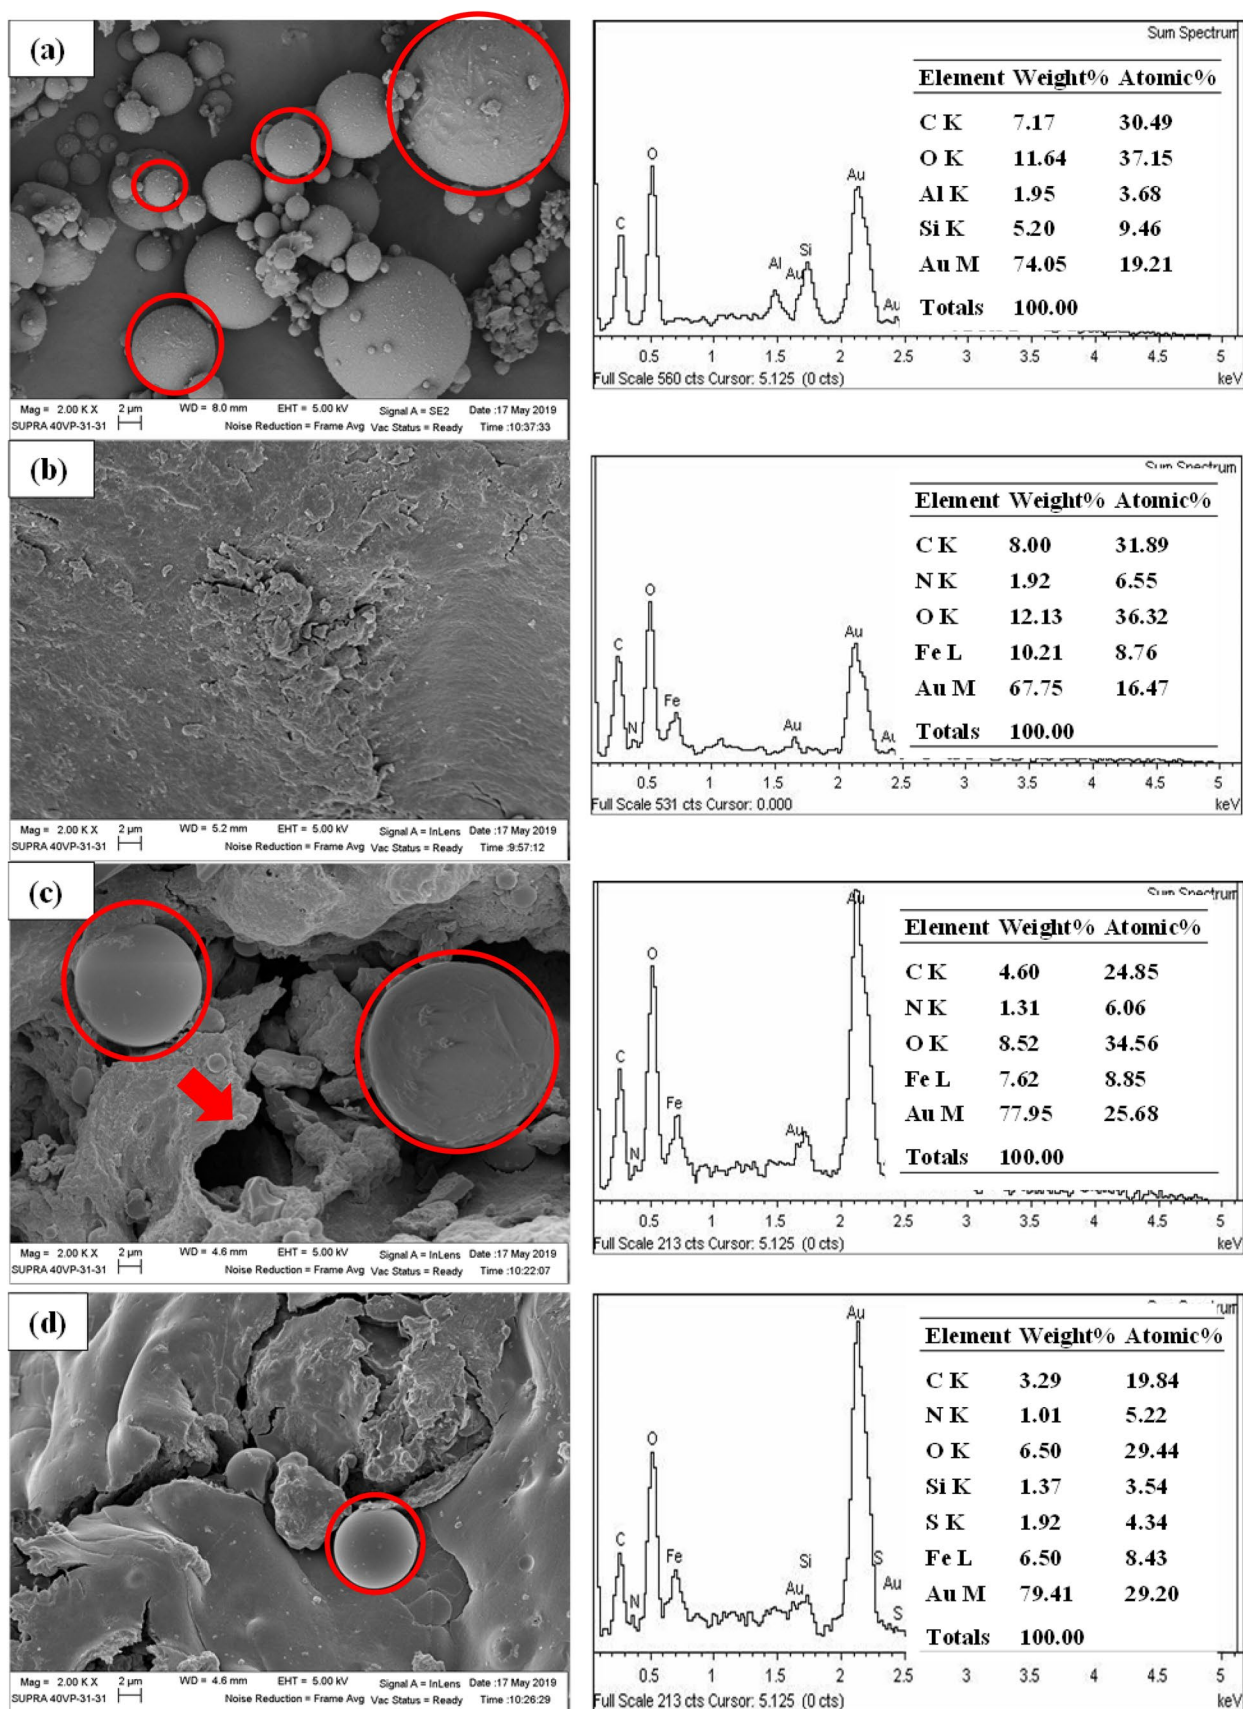 (a)
Mag = 2.00 K X 2 µm WD = 8.0 mm EHT = 5.00 kV Signal A = SE2 Date :17 May 2019
SUPRA 40VP-31-31 Noise Reduction = Frame Avg Vac Status = Ready Time :10:37:33
Sum Spectrum
Element Weight% Atomic%
C K 7.17 30.49
O K 11.64 37.15
Al K 1.95 3.68
Si K 5.20 9.46
Au M 74.05 19.21
Totals 100.00
C O Al Au Si Au Au
0.5 1 1.5 2 2.5 3 3.5 4 4.5 5
Full Scale 560 cts Cursor: 5.125 (0 cts) keV
(b)
Mag = 2.00 K X 2 µm WD = 5.2 mm EHT = 5.00 kV Signal A = InLens Date :17 May 2019
SUPRA 40VP-31-31 Noise Reduction = Frame Avg Vac Status = Ready Time :9:57:12
Sum Spectrum
Element Weight% Atomic%
C K 8.00 31.89
N K 1.92 6.55
O K 12.13 36.32
Fe L 10.21 8.76
Au M 67.75 16.47
Totals 100.00
C N O Fe Au Au Au
0.5 1 1.5 2 2.5 3 3.5 4 4.5 5
Full Scale 531 cts Cursor: 0.000 keV
(c)
Mag = 2.00 K X 2 µm WD = 4.6 mm EHT = 5.00 kV Signal A = InLens Date :17 May 2019
SUPRA 40VP-31-31 Noise Reduction = Frame Avg Vac Status = Ready Time :10:22:07
Sum Spectrum
Element Weight% Atomic%
C K 4.60 24.85
N K 1.31 6.06
O K 8.52 34.56
Fe L 7.62 8.85
Au M 77.95 25.68
Totals 100.00
C N O Fe Au Au
0.5 1 1.5 2 2.5 3 3.5 4 4.5 5
Full Scale 213 cts Cursor: 5.125 (0 cts) keV
(d)
Mag = 2.00 K X 2 µm WD = 4.6 mm EHT = 5.00 kV Signal A = InLens Date :17 May 2019
SUPRA 40VP-31-31 Noise Reduction = Frame Avg Vac Status = Ready Time :10:26:29
Element Weight% Atomic%
C K 3.29 19.84
N K 1.01 5.22
O K 6.50 29.44
Si K 1.37 3.54
S K 1.92 4.34
Fe L 6.50 8.43
Au M 79.41 29.20
Totals 100.00
C N O Fe Au Si Au S Au S
0.5 1 1.5 2 2.5 3 3.5 4 4.5 5
Full Scale 213 cts Cursor: 5.125 (0 cts) keV